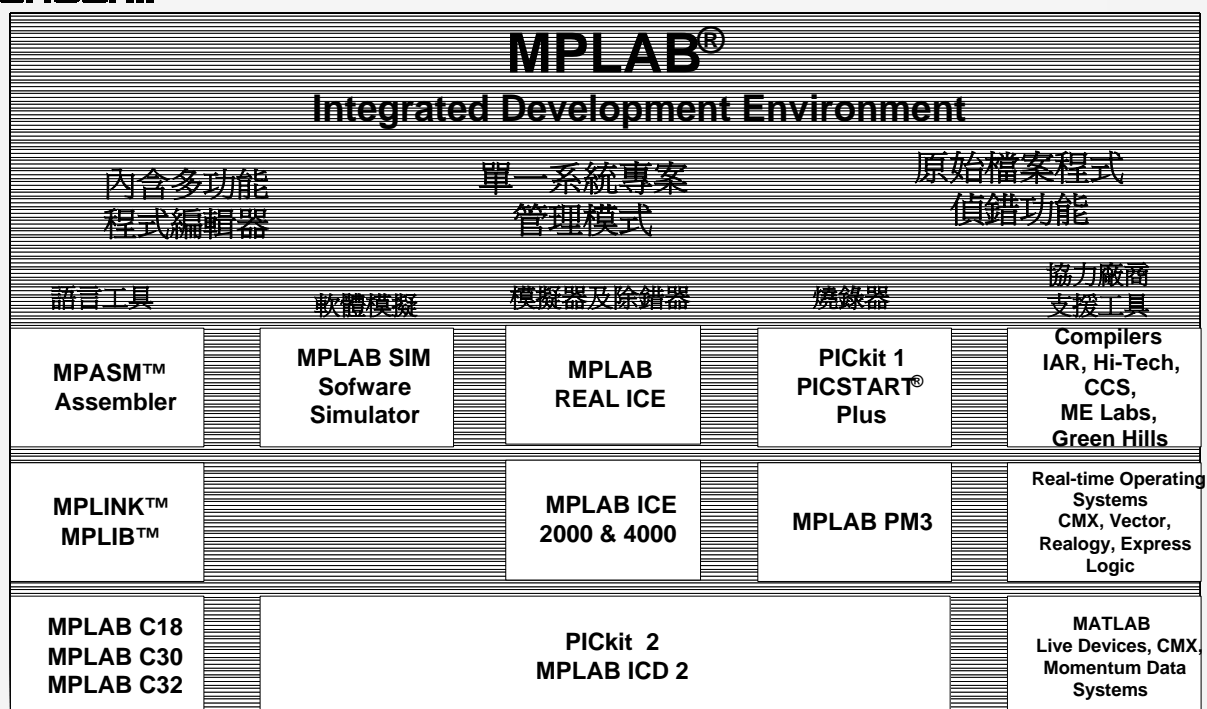 MPLAB®
Integrated Development Environment
內含多功能
程式編輯器
單一系統專案
管理模式
原始檔案程式
偵錯功能
語言工具
軟體模擬
模擬器及除錯器
燒錄器
協力廠商
支援工具
MPASM™
Assembler
MPLAB SIM
Sofware
Simulator
MPLAB
REAL ICE
PICkit 1
PICSTART®
Plus
Compilers
IAR, Hi-Tech,
CCS,
ME Labs,
Green Hills
MPLINK™
MPLIB™
MPLAB ICE
2000 & 4000
MPLAB PM3
Real-time Operating
Systems
CMX, Vector,
Realogy, Express
Logic
MPLAB C18
MPLAB C30
MPLAB C32
PICkit 2
MPLAB ICD 2
MATLAB
Live Devices, CMX,
Momentum Data
Systems